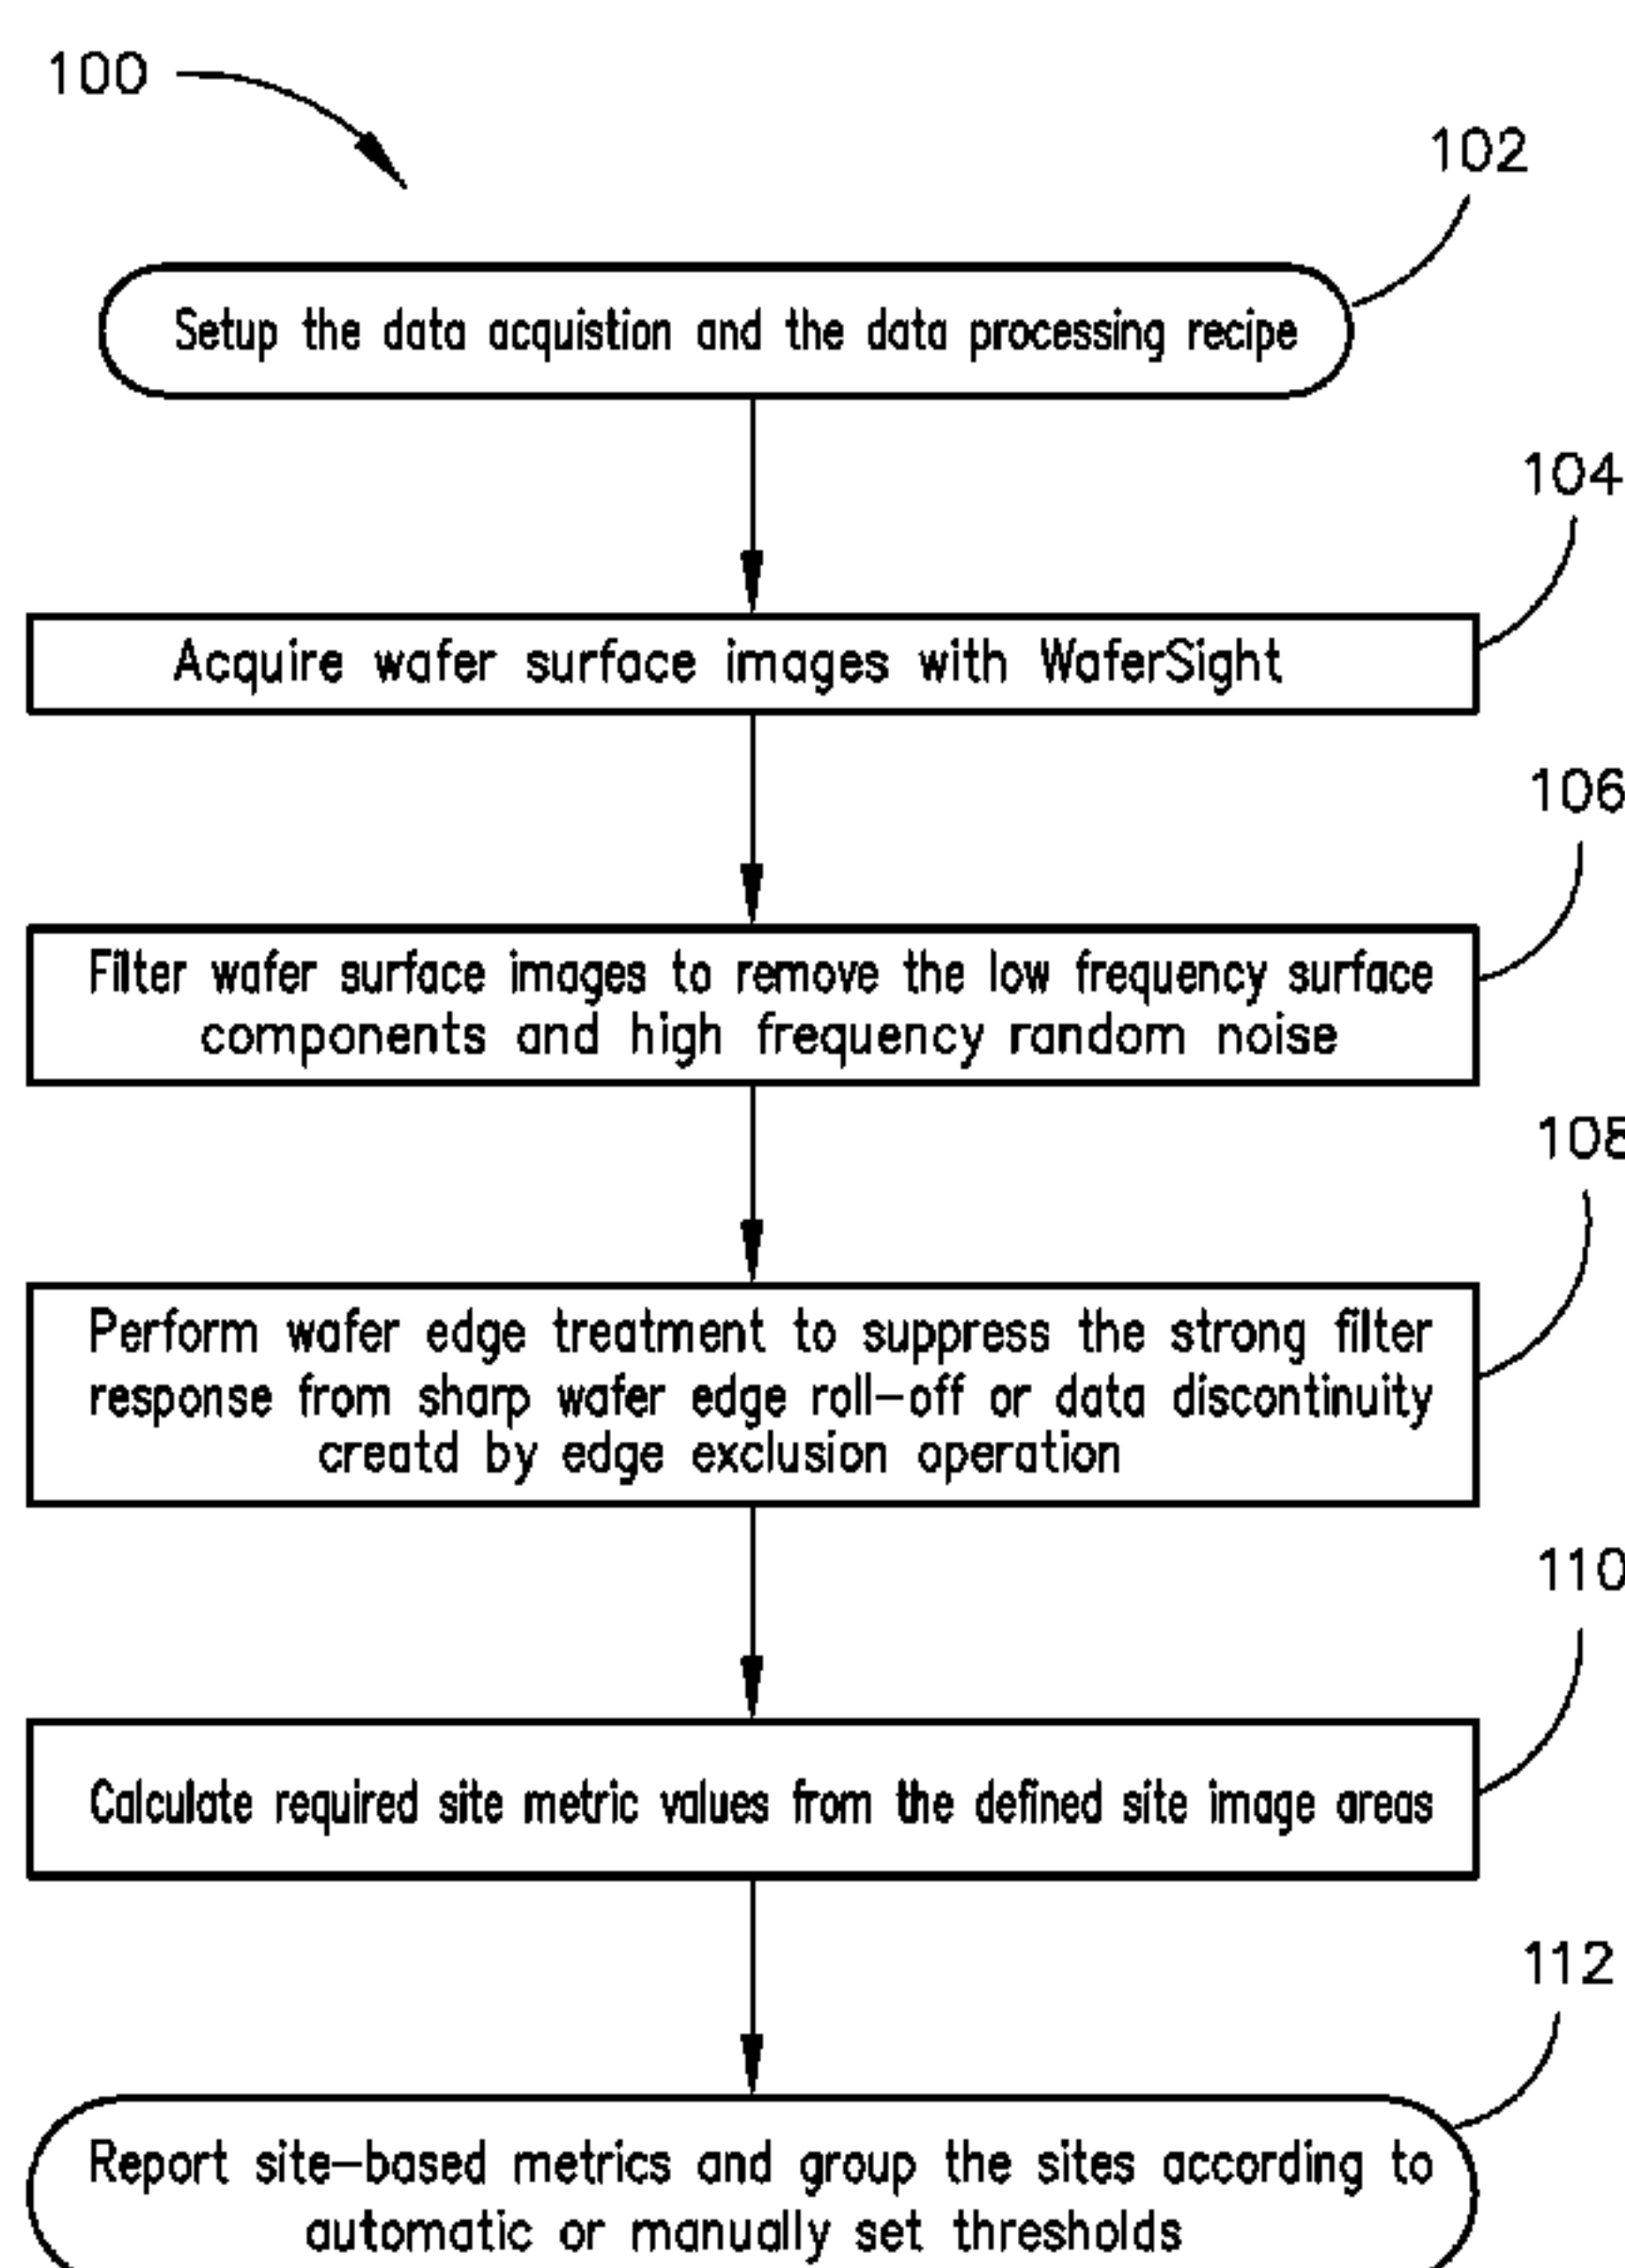 100
102
Setup the data acquistion and the data processing recipe
104
Acquire wafer surface images with WaferSight
106
Filter wafer surface images to remove the low frequency surface
components and high frequency random noise
108
Perform wafer edge treatment to suppress the strong filter
response from sharp wafer edge roll-off or data discontinuity
creatd by edge exclusion operation
110
Calculate required site metric values from the defined site image areas
112
Report site-based metrics and group the sites according to
automatic or manually set thresholds